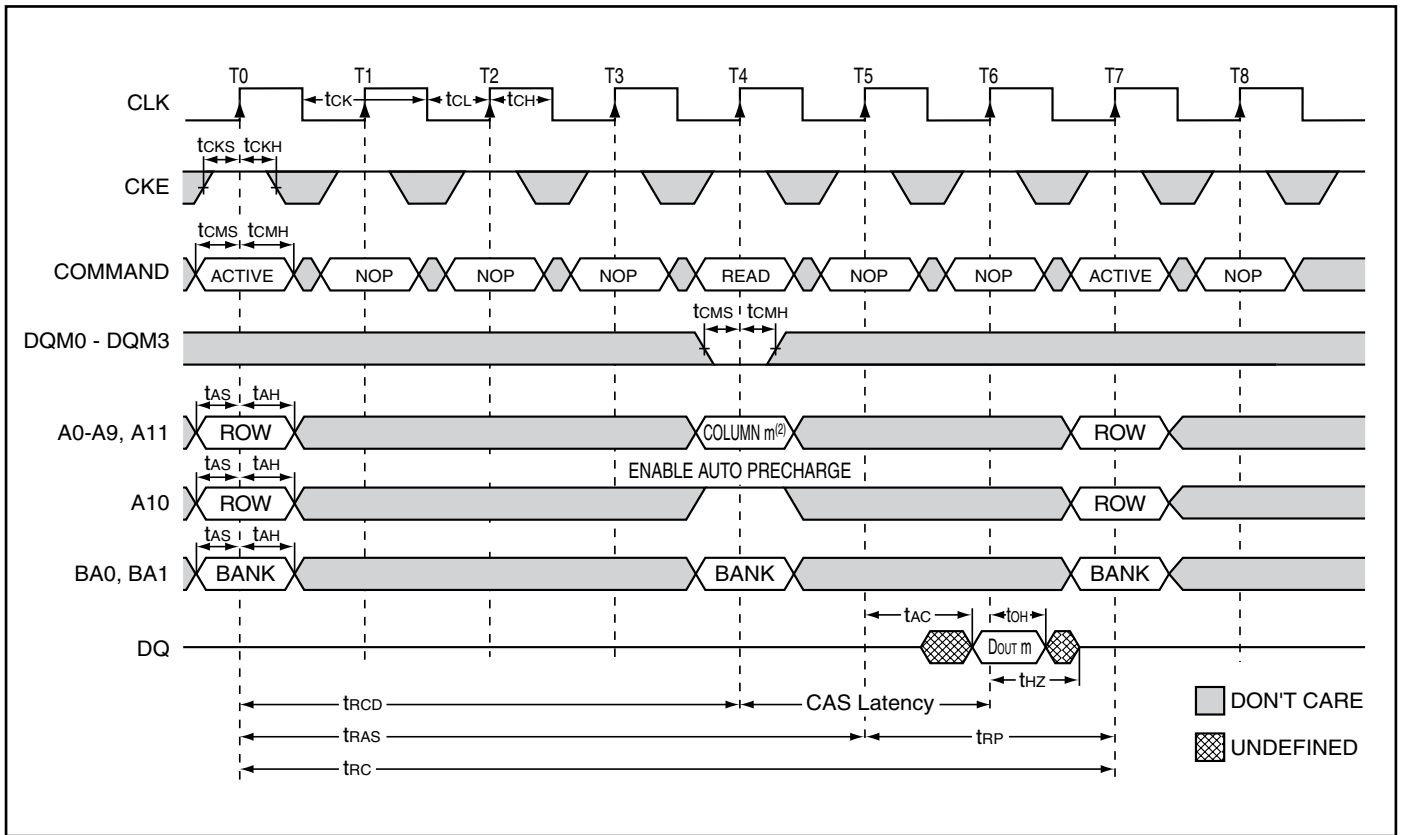 T0 T1 T2 T3 T4 T5 T6 T7 T8
CLK tCK tCL tCH
tCKS tCKH
CKE
tCMS tCMH
COMMAND ACTIVE NOP NOP NOP READ NOP NOP ACTIVE NOP
tCMS tCMH
DQM0 - DQM3
tAS tAH
A0-A9, A11 ROW COLUMN m(2) ROW
tAS tAH ENABLE AUTO PRECHARGE
A10 ROW ROW
tAS tAH
BA0, BA1 BANK BANK BANK
tAC tOH
DQ DOUT m
tHZ
tRCD CAS Latency DON'T CARE
tRAS tRP UNDEFINED
tRC